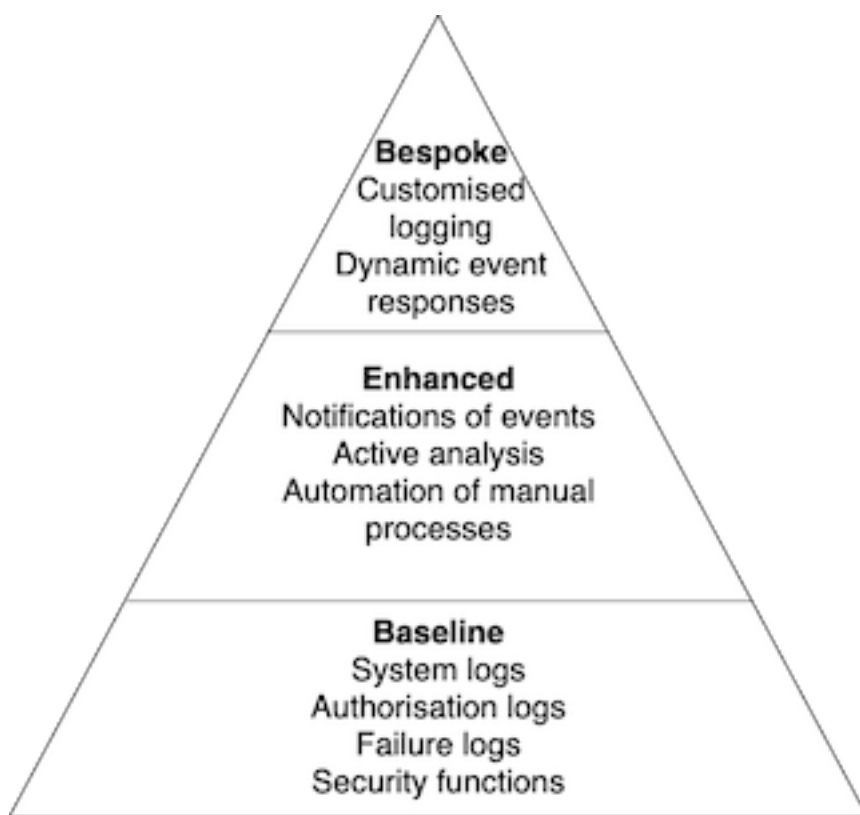 Bespoke
Customised
logging
Dynamic event
responses
Enhanced
Notifications of events
Active analysis
Automation of manual
processes
Baseline
System logs
Authorisation logs
Failure logs
Security functions